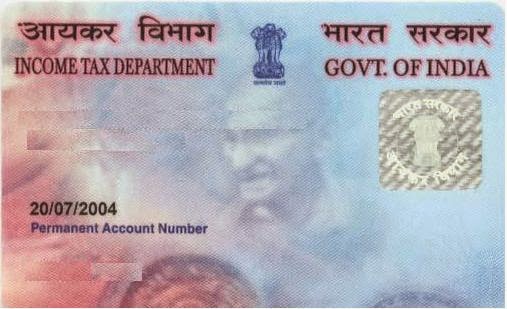 आयकर विभाग भारत सरकार
INCOME TAX DEPARTMENT GOVT. OF INDIA
सत्यमेव जयते
भारत सरकार
आयकर विभाग
20/07/2004
Permanent Account Number